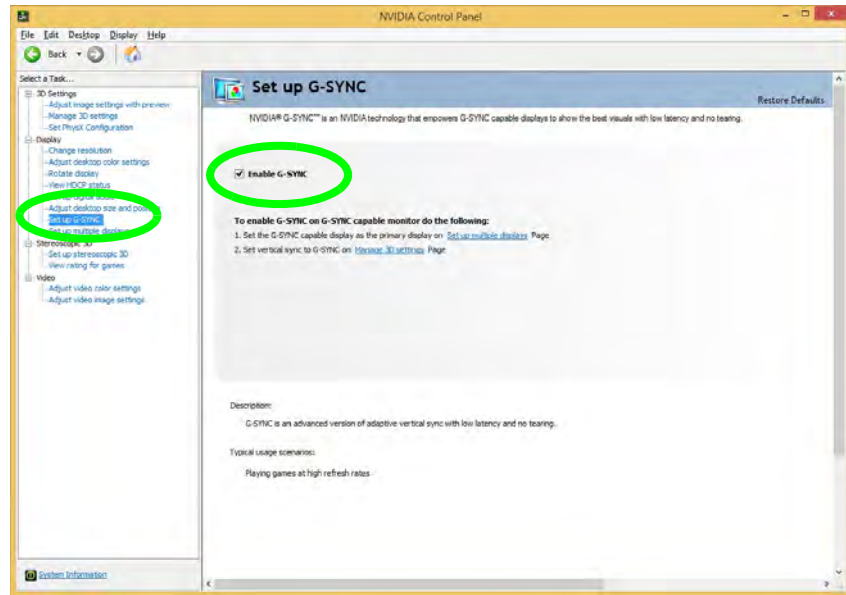 NVIDIA Control Panel
File Edit Desktop Display Help
Back
Select a Task...
3D Settings
Adjust image settings with preview
Manage 3D settings
Set PhysX Configuration
Display
Change resolution
Adjust desktop color settings
Rotate display
View HDCP status
Adjust desktop size and position
Set up G-SYNC
Set up multiple displays
Stereoscopic 3D
Set up stereoscopic 3D
View rating for games
Video
Adjust video color settings
Adjust video image settings
System Information
Set up G-SYNC
Restore Defaults
NVIDIA® G-SYNC™ is an NVIDIA technology that empowers G-SYNC capable displays to show the best visuals with low latency and no tearing.
Enable G-SYNC
To enable G-SYNC on G-SYNC capable monitor do the following:
1. Set the G-SYNC capable display as the primary display on Set up multiple displays Page
2. Set vertical sync to G-SYNC on Manage 3D settings Page
Description:
G-SYNC is an advanced version of adaptive vertical sync with low latency and no tearing.
Typical usage scenarios:
Playing games at high refresh rates